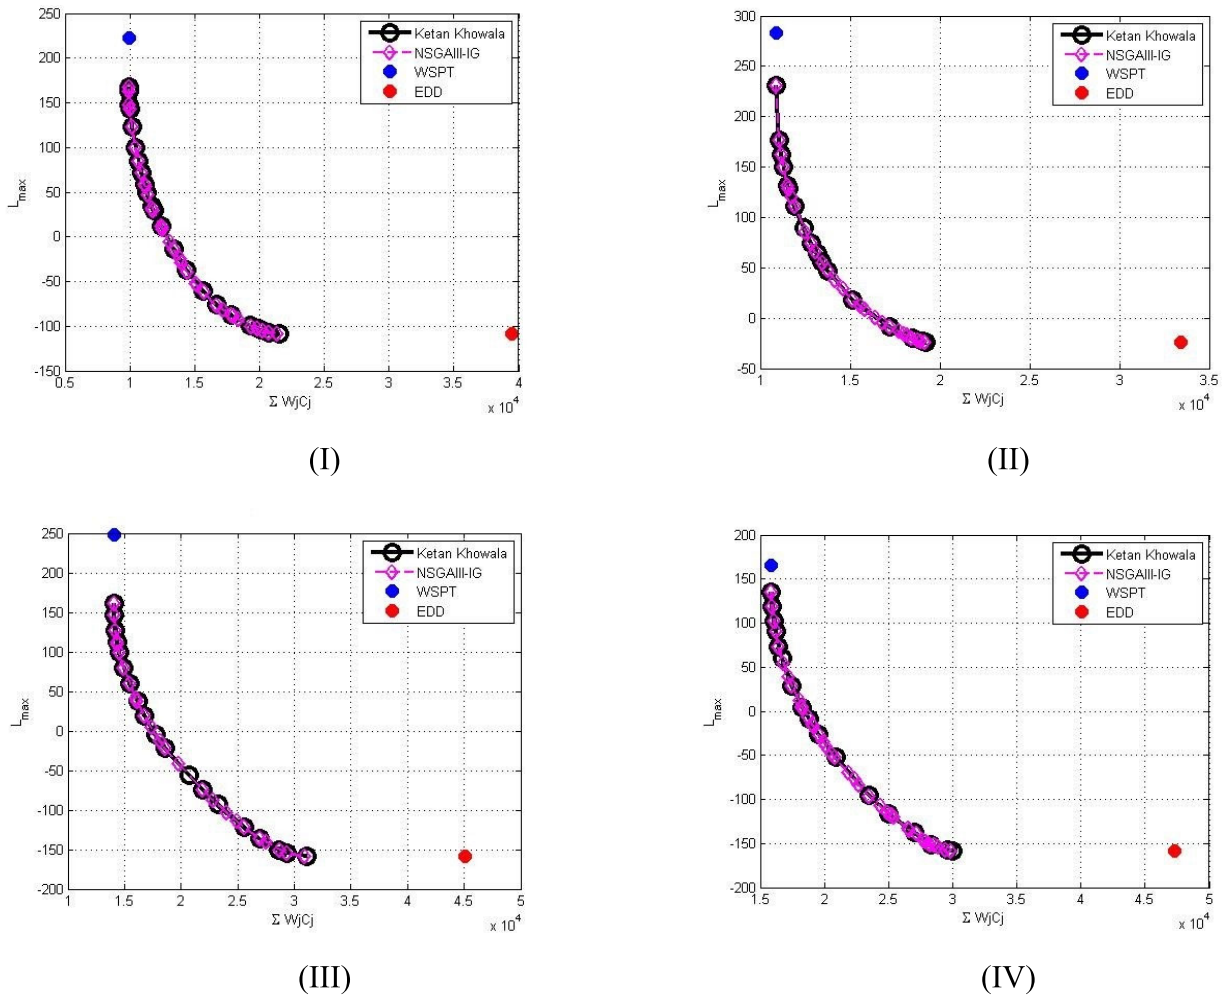 250
200
150
100
50
0
-50
-100
-150
L_max
0.5 1 1.5 2 2.5 3 3.5 4
Σ WjCj
x 10^4
Ketan Khowala
NSGAIII-IG
WSPT
EDD
(I)
300
250
200
150
100
50
0
-50
L_max
10 1.5 2 2.5 3 3.5
Σ WjCj
x 10^4
Ketan Khowala
NSGAIII-IG
WSPT
EDD
(II)
250
200
150
100
50
0
-50
-100
-150
-200
L_max
10 1.5 2 2.5 3 3.5 4 4.5 5
Σ WjCj
x 10^4
Ketan Khowala
NSGAIII-IG
WSPT
EDD
(III)
200
150
100
50
0
-50
-100
-150
-200
L_max
15 20 2.5 30 3.5 4 4.5 5
Σ WjCj
x 10^4
Ketan Khowala
NSGAIII-IG
WSPT
EDD
(IV)